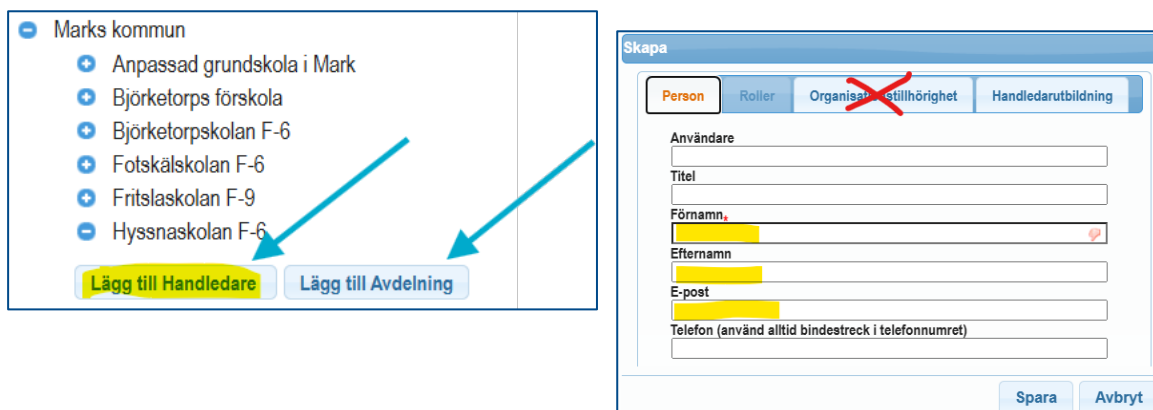 Marks kommun
Anpassad grundskola i Mark
Björketorps förskola
Björketorpskolan F-6
Fotskälskolan F-6
Fritslaskolan F-9
Hyssnaskolan F-6
Lägg till Handledare
Lägg till Avdelning
Skapa
Person
Roller
Organisationstillhörighet
Handledarutbildning
Användare
Titel
Förnamn*
Efternamn
E-post
Telefon (använd alltid bindestreck i telefonnumret)
Spara
Avbryt